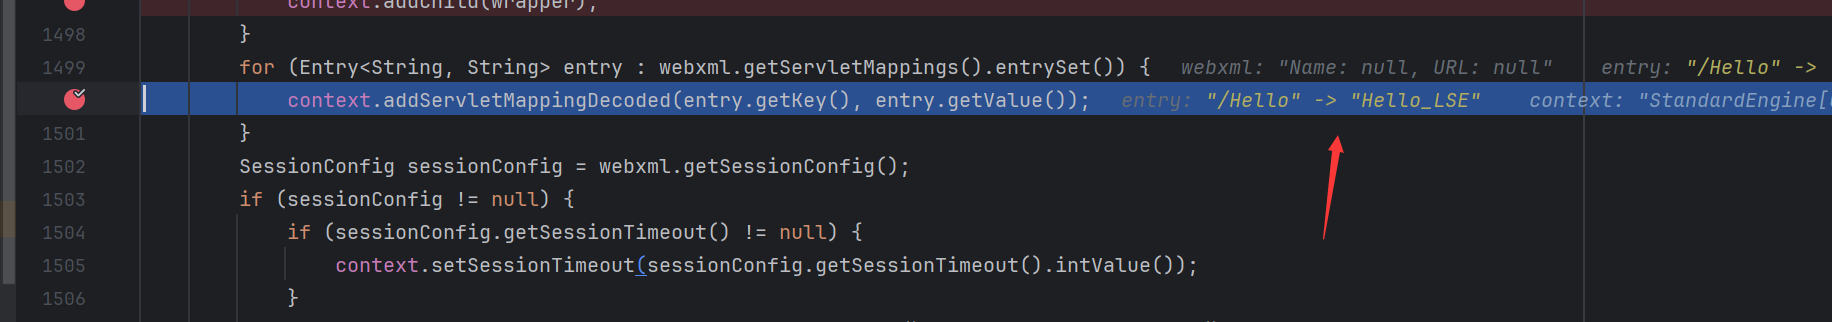 context.addChild(wrapper);
1498 }
1499 for (Entry<String, String> entry : webxml.getServletMappings().entrySet()) { webxml: "Name: null, URL: null" entry: "/Hello" ->
context.addServletMappingDecoded(entry.getKey(), entry.getValue()); entry: "/Hello" -> "Hello_LSE" context: "StandardEngine[
1501 }
1502 SessionConfig sessionConfig = webxml.getSessionConfig();
1503 if (sessionConfig != null) {
1504 if (sessionConfig.getSessionTimeout() != null) {
1505 context.setSessionTimeout(sessionConfig.getSessionTimeout().intValue());
1506 }